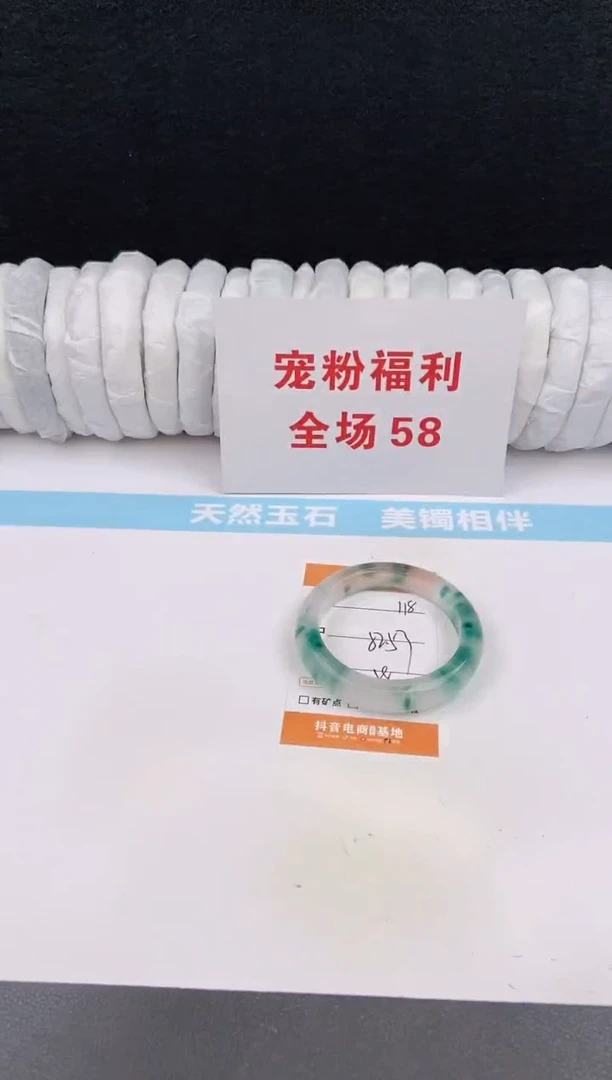 宠粉福利
全场58
天然玉石 美镯相伴
118
有矿点
抖音电商 基地